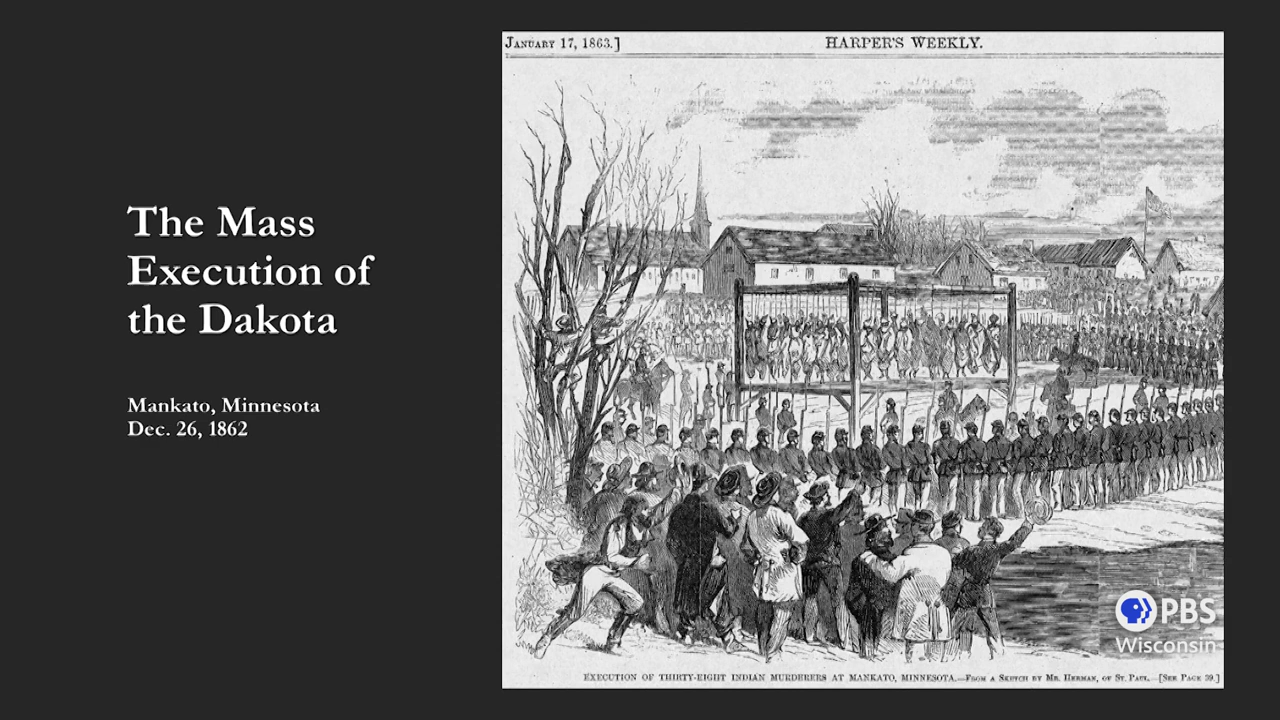 The Mass
Execution of
the Dakota
Mankato, Minnesota
Dec. 26, 1862
January 17, 1863.]
HARPER'S WEEKLY.
PBS
Wisconsin
EXECUTION OF THIRTY-EIGHT INDIAN MURDERERS AT MANKATO, MINNESOTA.—From a Sketch by Mr. Herman, of St. Paul.—[See Page 39.]